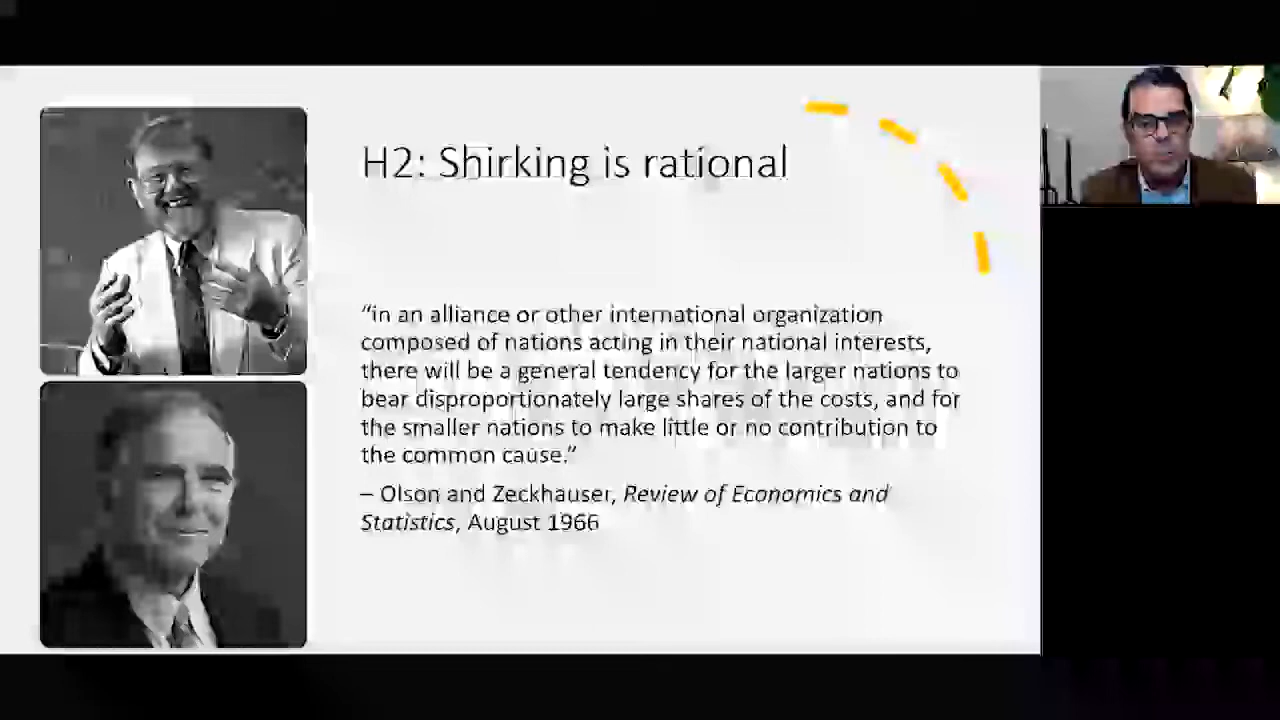 H2: Shirking is rational
“in an alliance or other international organization
composed of nations acting in their national interests,
there will be a general tendency for the larger nations to
bear disproportionately large shares of the costs, and for
the smaller nations to make little or no contribution to
the common cause.”
– Olson and Zeckhauser, Review of Economics and
Statistics, August 1966